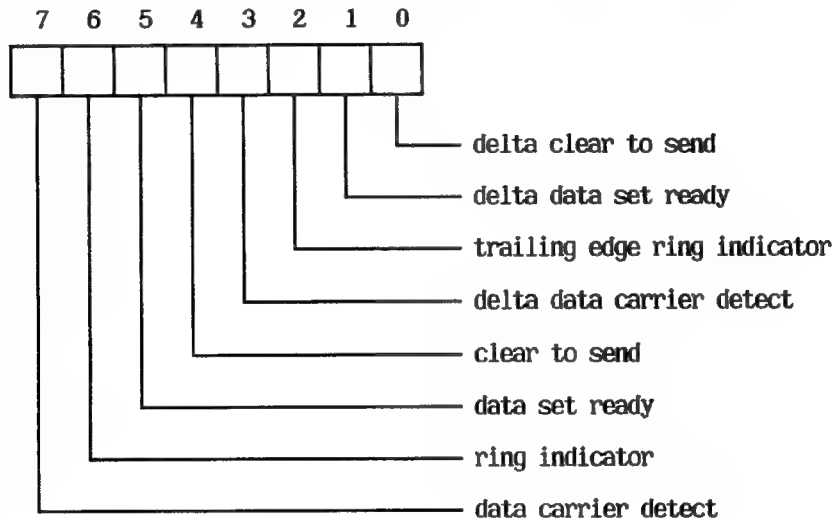 7 6 5 4 3 2 1 0
delta clear to send
delta data set ready
trailing edge ring indicator
delta data carrier detect
clear to send
data set ready
ring indicator
data carrier detect